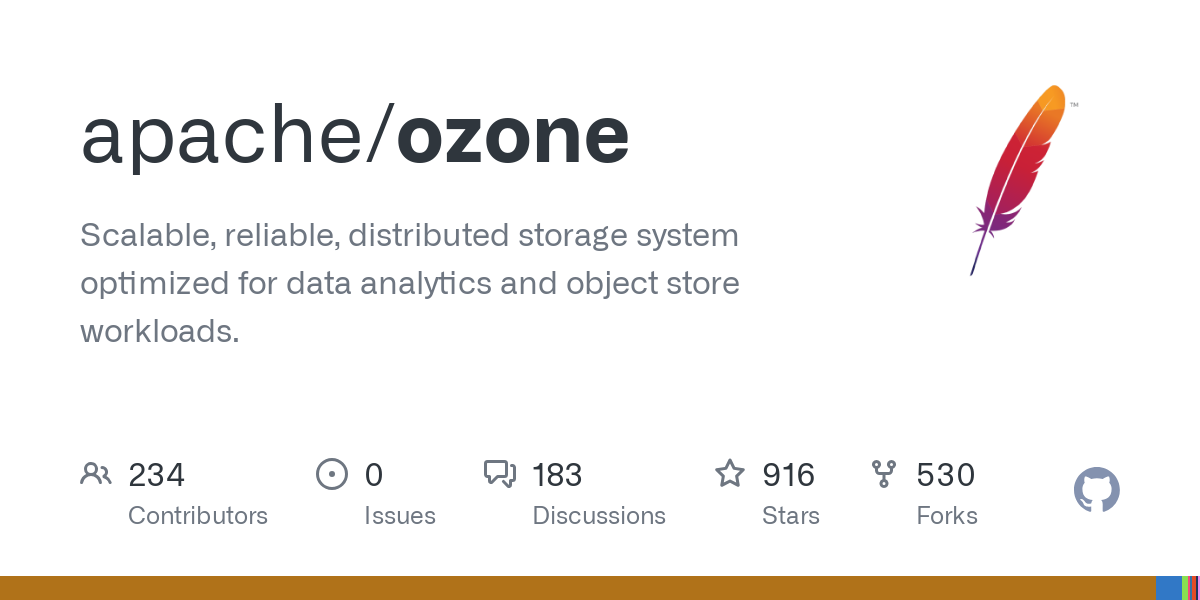 apache/ozone
™
Scalable, reliable, distributed storage system
optimized for data analytics and object store
workloads.
234
Contributors
0
Issues
183
Discussions
916
Stars
530
Forks